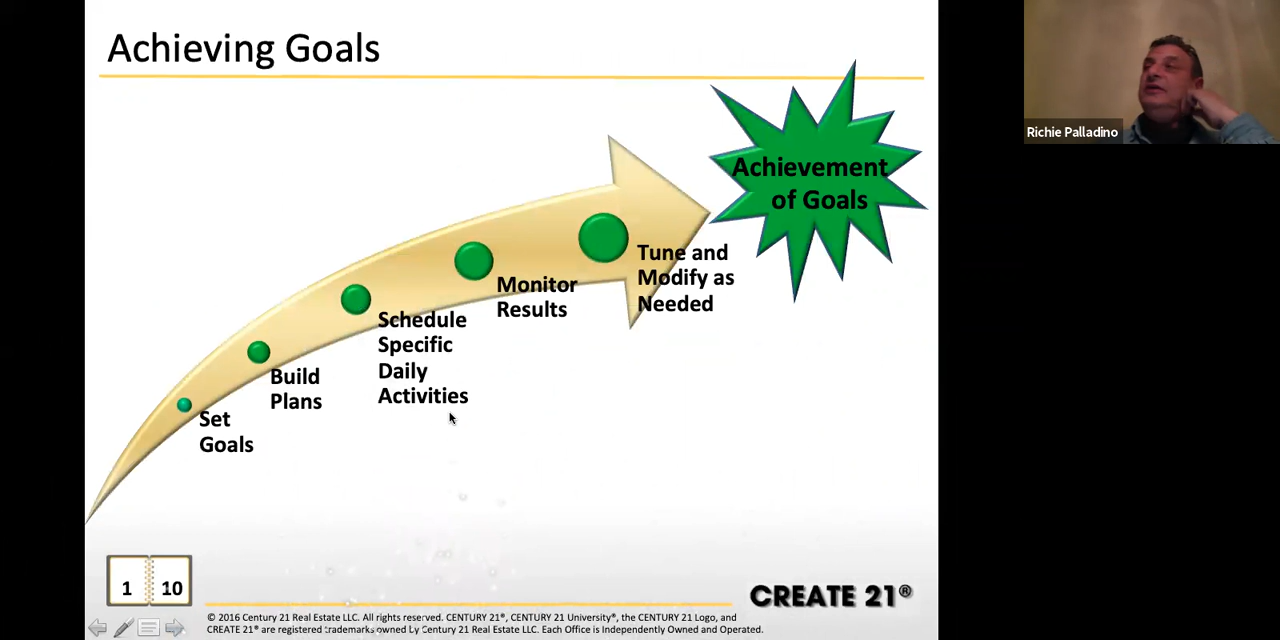 Achieving Goals
Richie Palladino
Achievement
of Goals
Tune and
Modify as
Needed
Monitor
Results
Schedule
Specific
Daily
Activities
Build
Plans
Set
Goals
1 10
CREATE 21®
© 2016 Century 21 Real Estate LLC. All rights reserved. CENTURY 21®, CENTURY 21 University®, the CENTURY 21 Logo, and
CREATE 21® are registered trademarks owned by Century 21 Real Estate LLC. Each Office is Independently Owned and Operated.